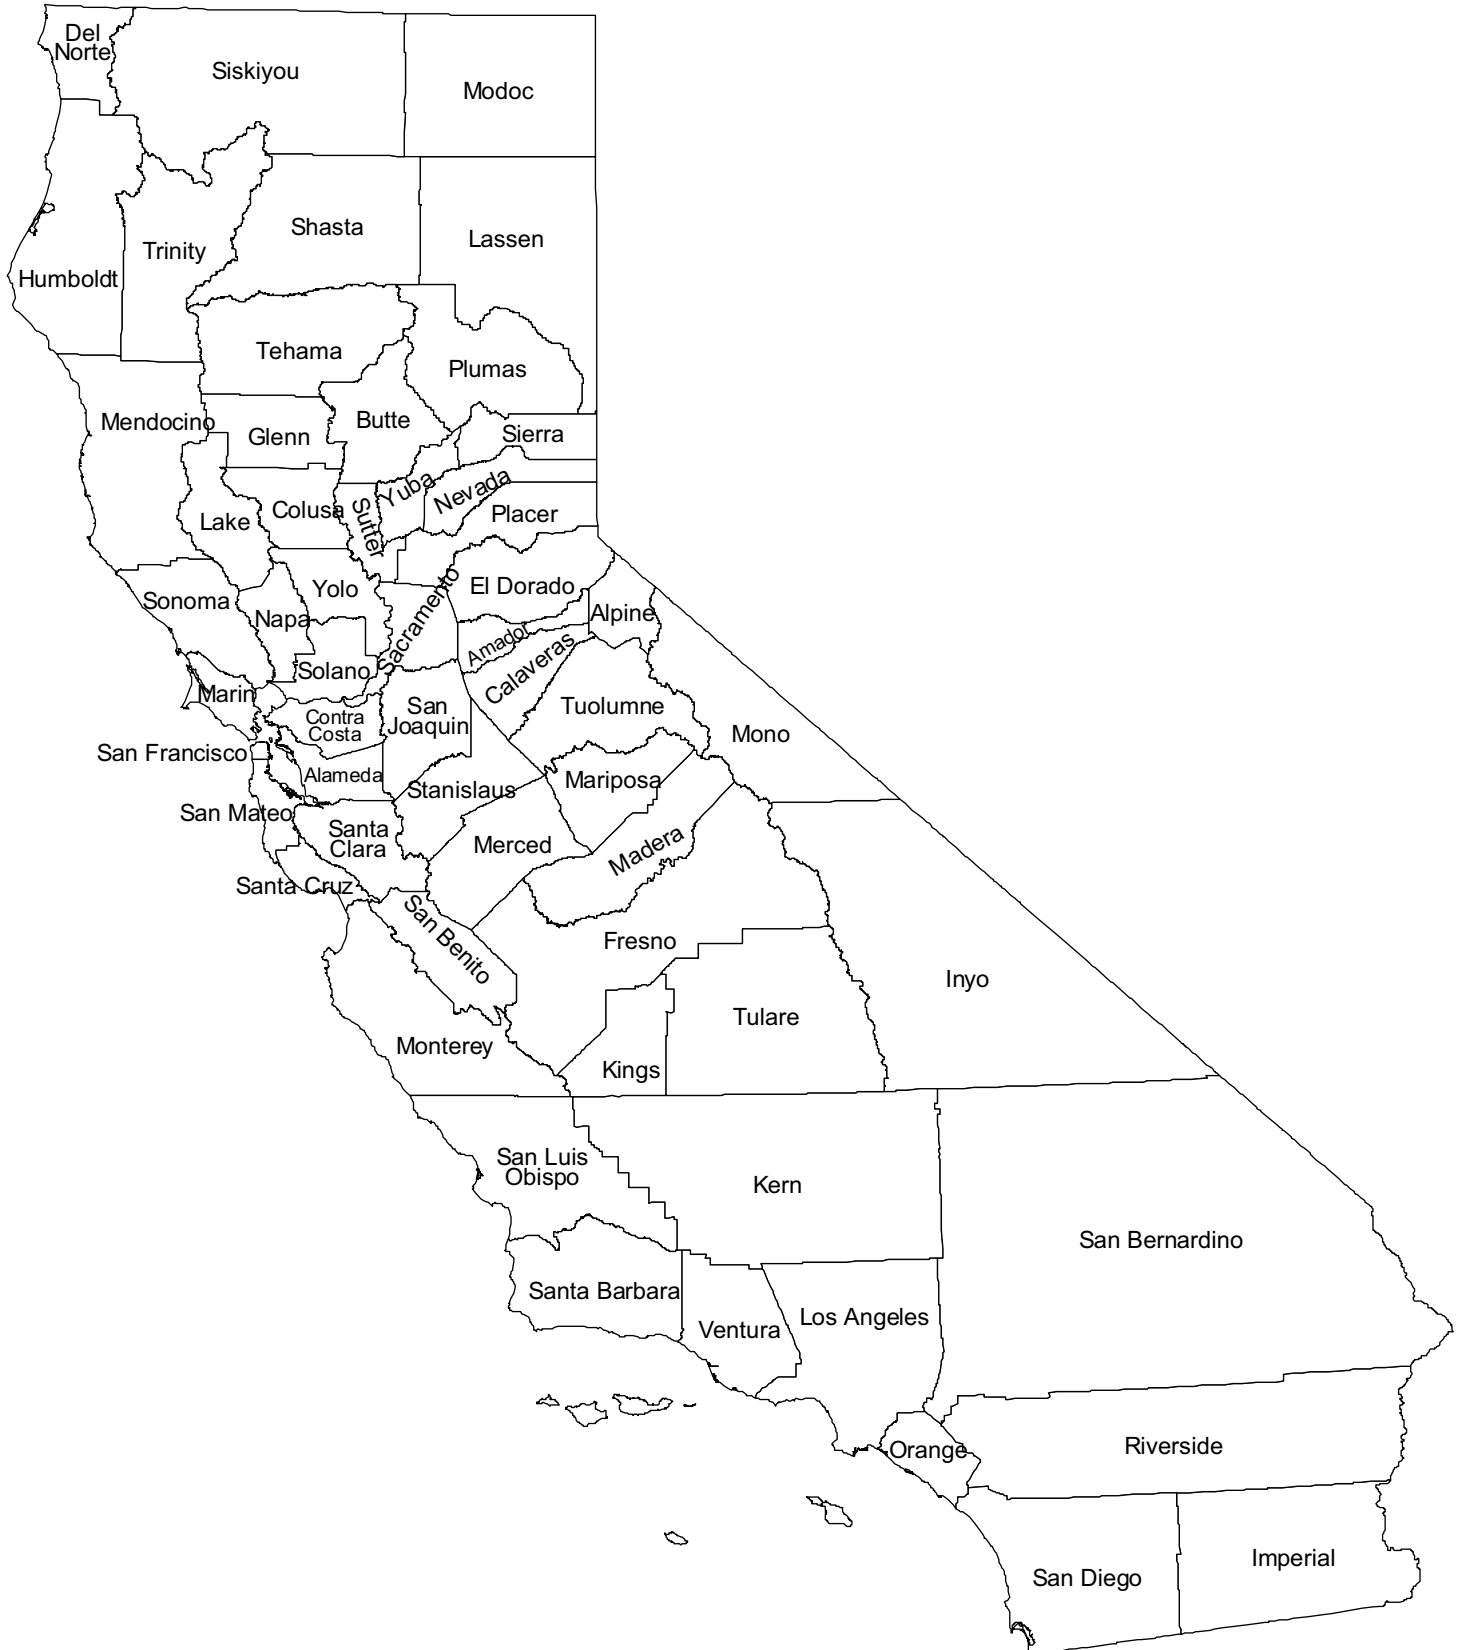 Del
Norte
Siskiyou
Modoc
Shasta
Lassen
Trinity
Humboldt
Tehama
Plumas
Mendocino
Butte
Glenn
Sierra
Yuba
Nevada
Colusa
Sutter
Placer
Lake
Yolo
El Dorado
Sonoma
Napa
Sacramento
Alpine
Amador
Calaveras
Solano
Marin
Contra
Costa
San
Joaquin
Tuolumne
Mono
San Francisco
Alameda
Stanislaus
Mariposa
San Mateo
Santa
Clara
Merced
Madera
Santa Cruz
San Benito
Fresno
Inyo
Tulare
Monterey
Kings
San Luis
Obispo
Kern
San Bernardino
Santa Barbara
Ventura
Los Angeles
Orange
Riverside
San Diego
Imperial